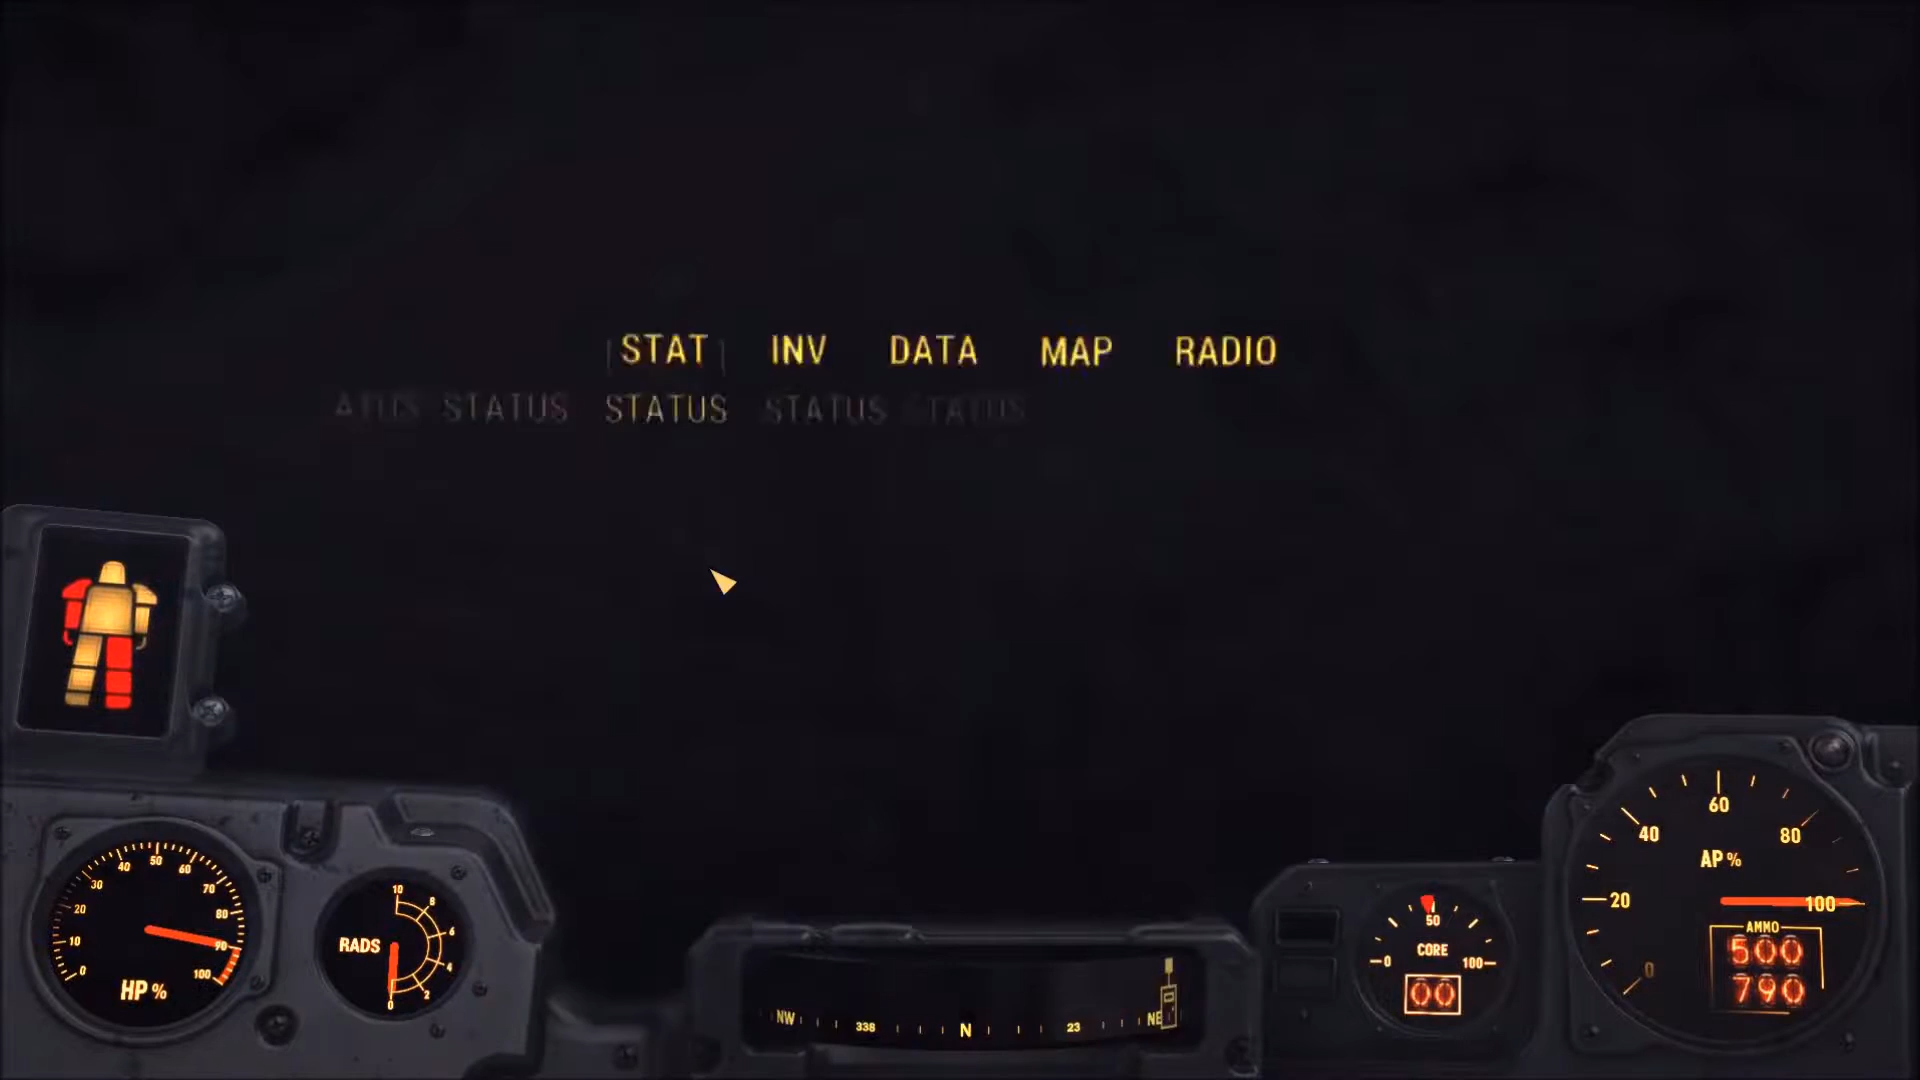 STAT INV DATA MAP RADIO
STATUS STATUS STATUS STATUS
0 10 20 30 40 50 60 70 80 90 100
HP %
10 8 6 4 2 0
RADS
NW 338 N 23 NE
0 50 100
CORE
00
0 20 40 60 80 100
AP %
AMMO
500
790